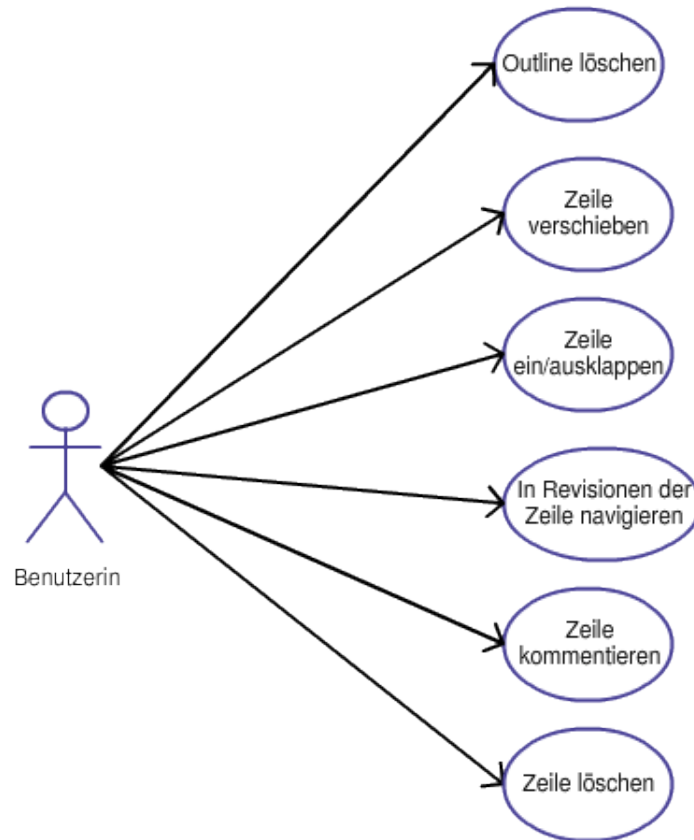 Outline löschen
Zeile
verschieben
Zeile
ein/ausklappen
In Revisionen der
Zeile navigieren
Benutzerin
Zeile
kommentieren
Zeile löschen